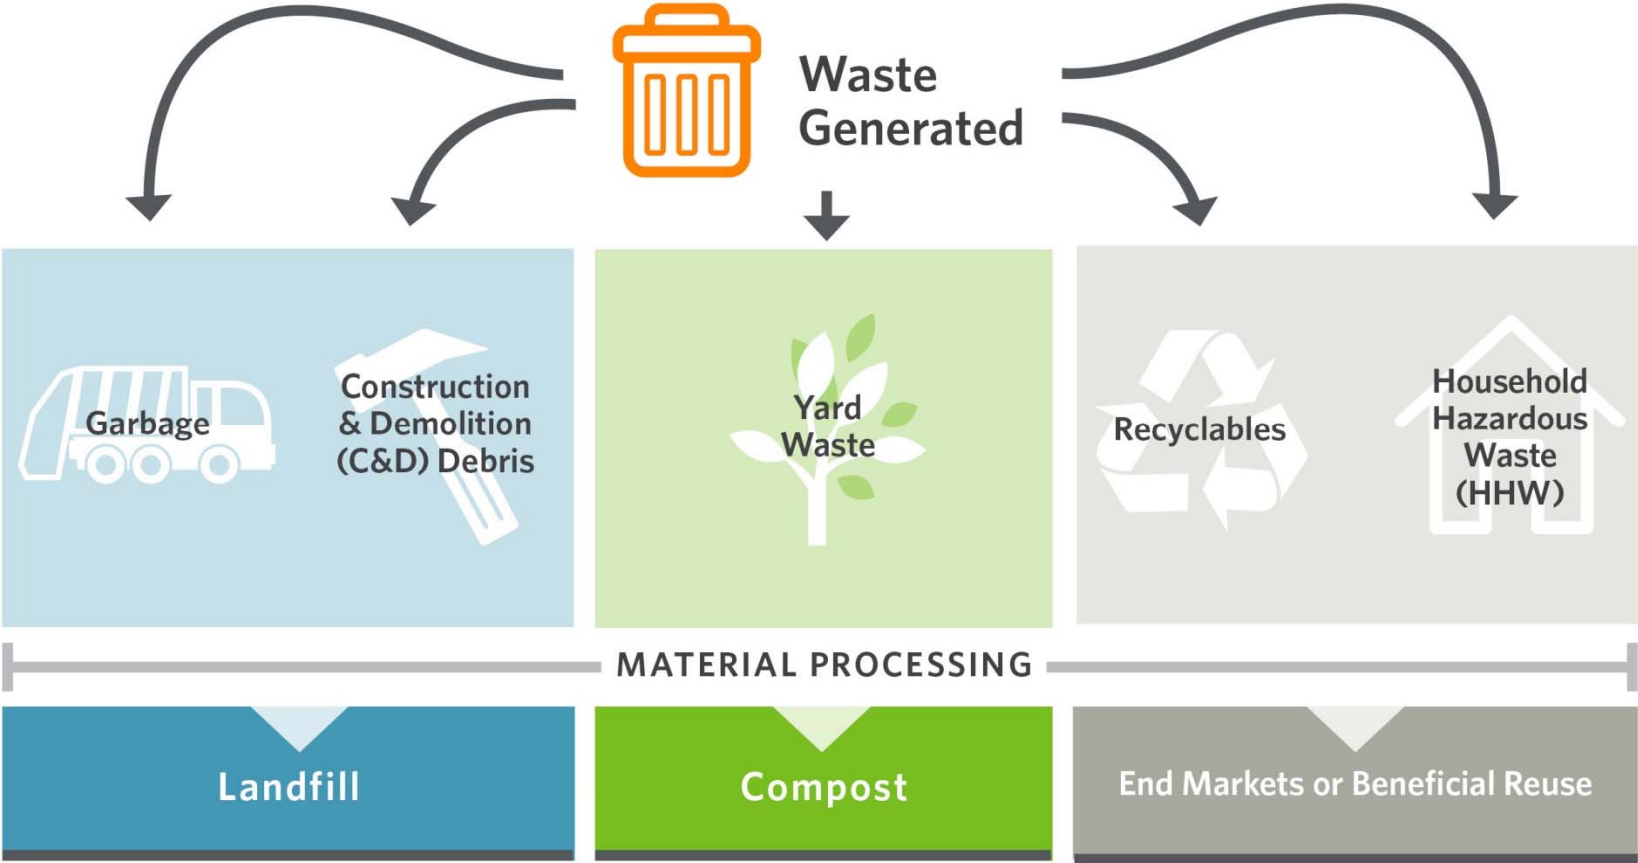 Waste
Generated
Garbage
Construction
& Demolition
(C&D) Debris
Yard
Waste
Recyclables
Household
Hazardous
Waste
(HHW)
MATERIAL PROCESSING
Landfill
Compost
End Markets or Beneficial Reuse